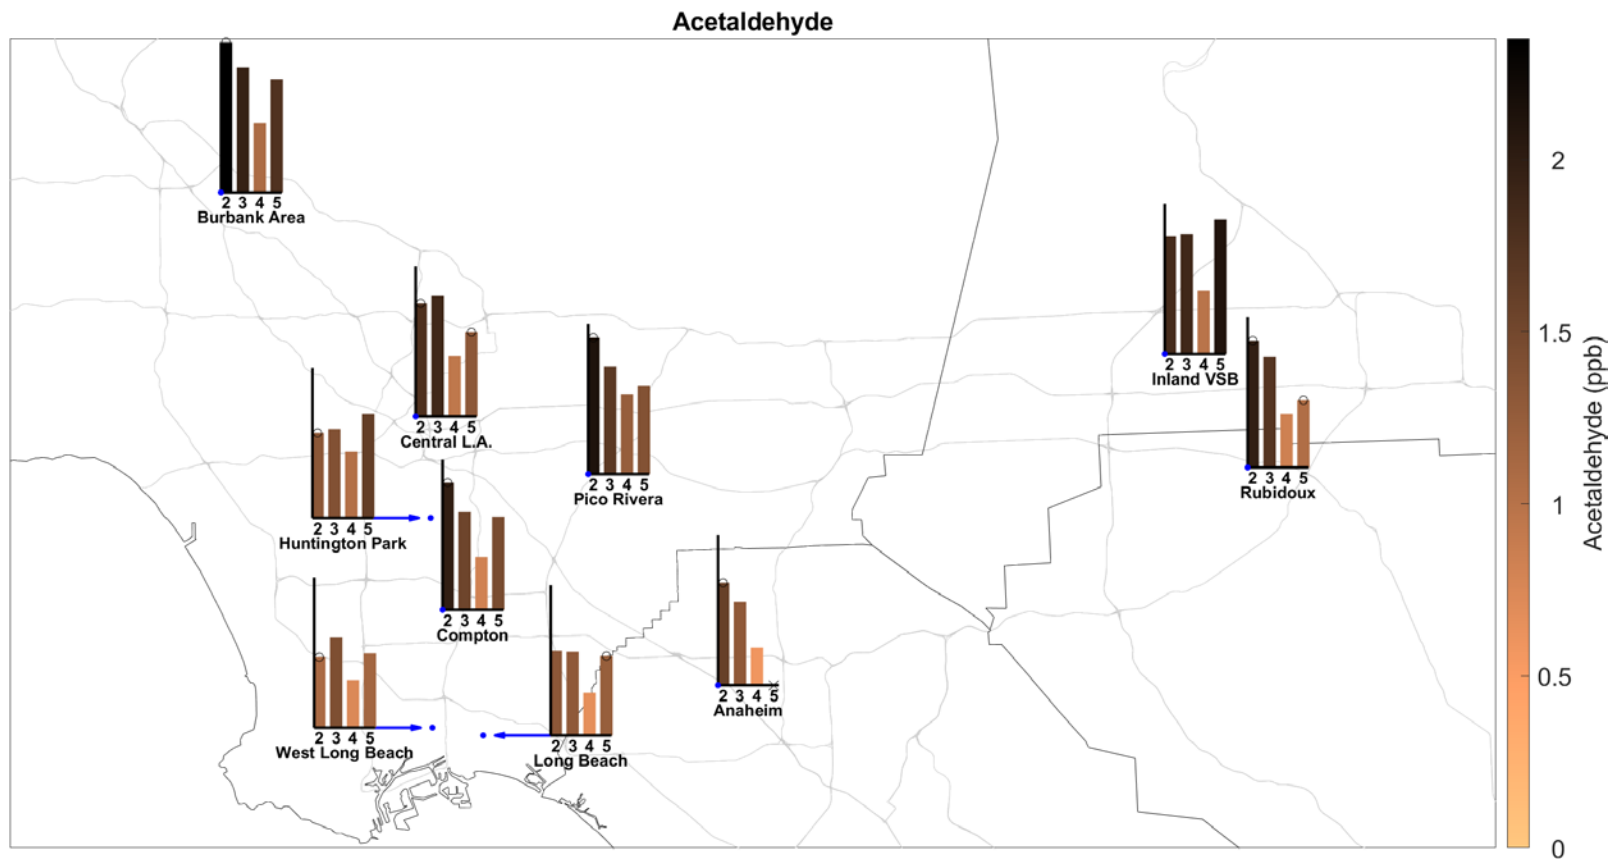 Acetaldehyde
2 3 4 5
Burbank Area
2 3 4 5
Central L.A.
2 3 4 5
Pico Rivera
2 3 4 5
Inland VSB
2 3 4 5
Rubidoux
2 3 4 5
Huntington Park
2 3 4 5
Compton
2 3 4 5
West Long Beach
2 3 4 5
Long Beach
2 3 4 5
Anaheim
2
1.5
1
0.5
0
Acetaldehyde (ppb)